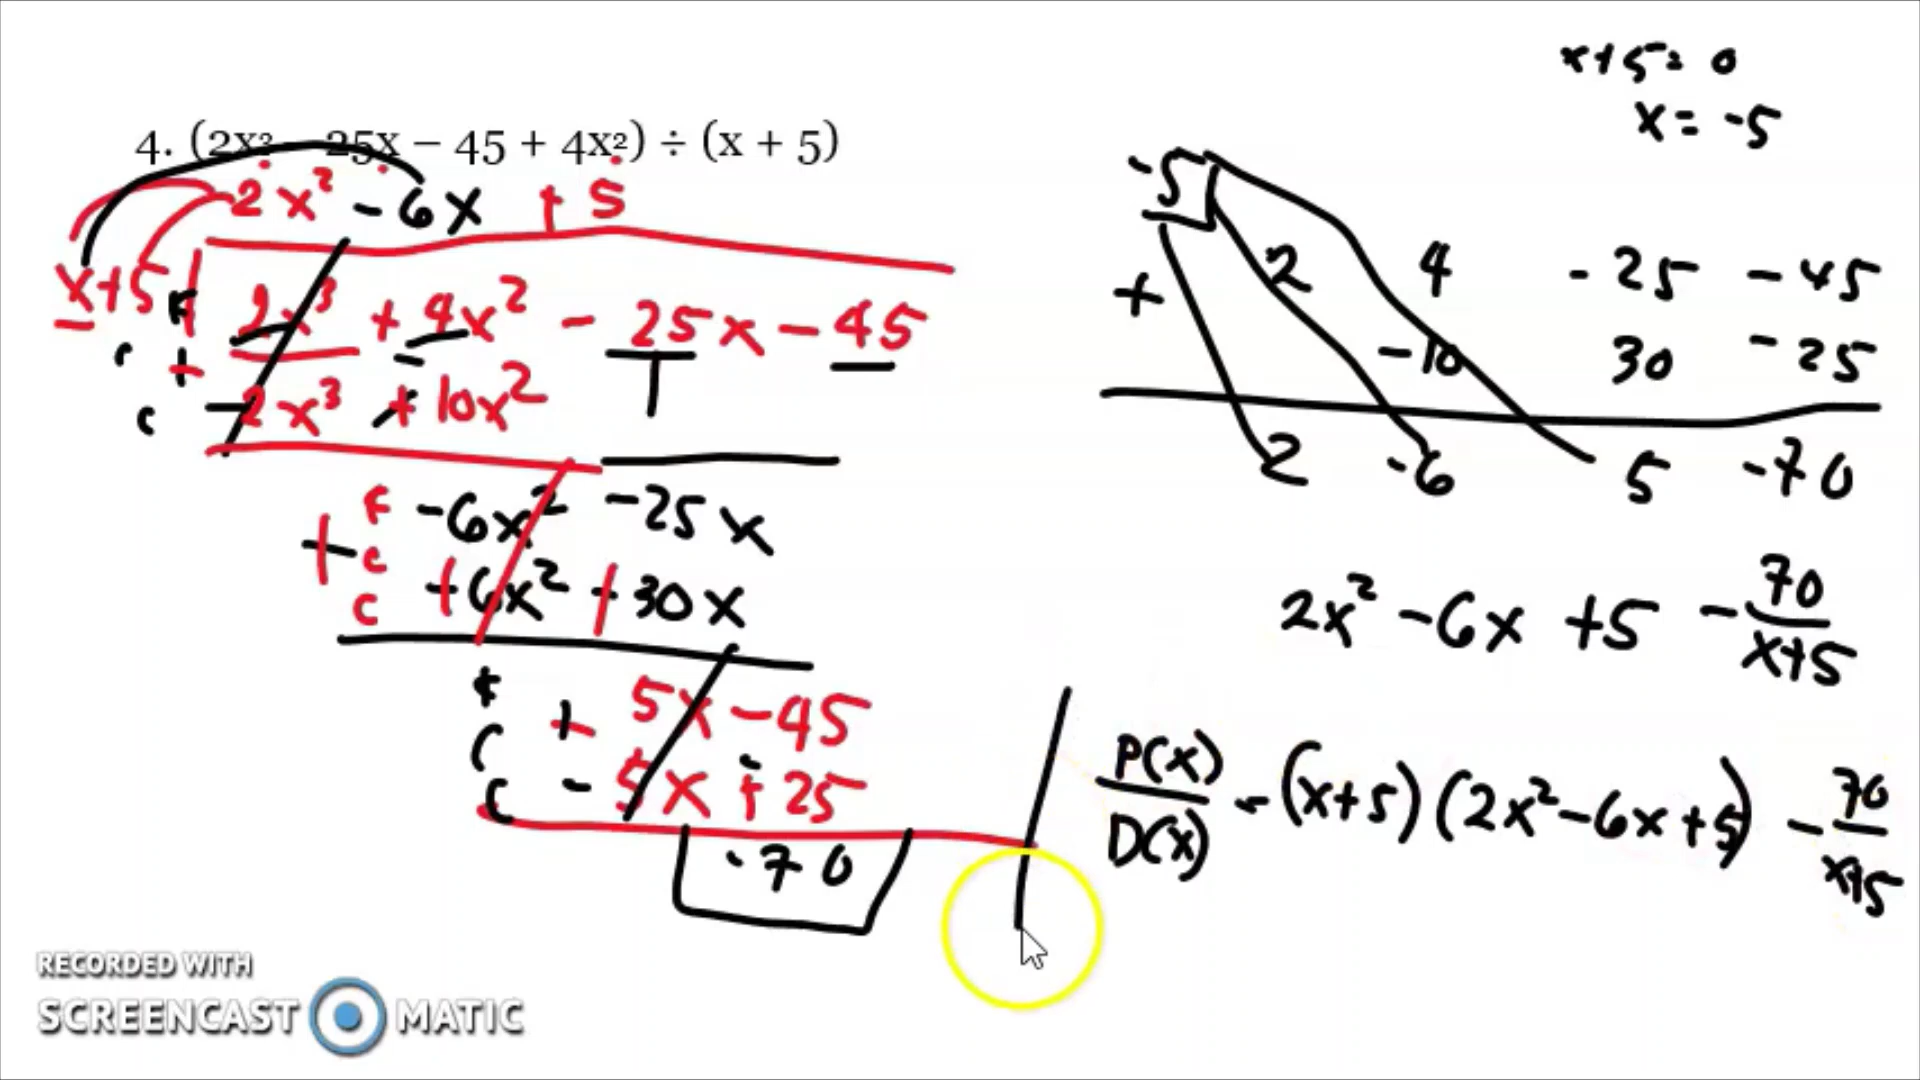 x+5=0
x=-5
4. (2x³ – 25x – 45 + 4x²) ÷ (x + 5)
2x² -6x +5
x+5
2x³ + 4x² - 25x - 45
+
-2x³ + 10x²
-6x² -25x
+
+6x² + 30x
+ 5x - 45
- 5x + 25
-70
-5
2 4 -25 -45
+
-10 30 -25
2 -6 5 -70
2x² -6x +5 - 70/x+5
P(x)/D(x) = (x+5)(2x²-6x+5) - 70/x+5
RECORDED WITH
SCREENCAST MATIC